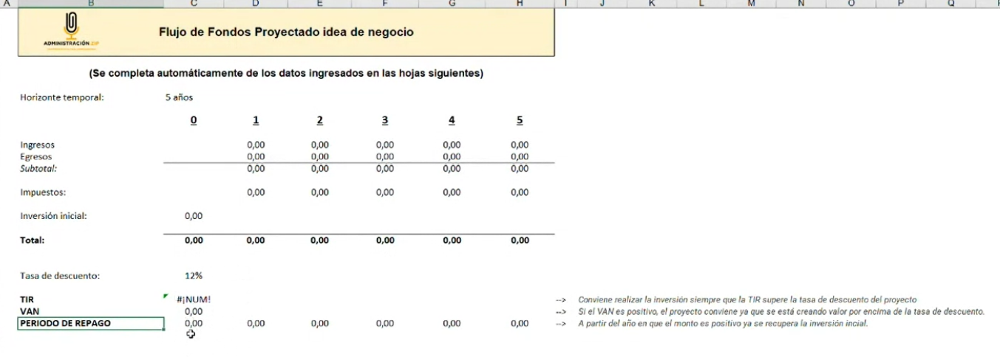 A B C D E F G H I J K L M N O P Q
ADMINISTRACIÓN.ZIP
Flujo de Fondos Proyectado idea de negocio
(Se completa automáticamente de los datos ingresados en las hojas siguientes)
Horizonte temporal: 5 años
0 1 2 3 4 5
Ingresos 0,00 0,00 0,00 0,00 0,00
Egresos 0,00 0,00 0,00 0,00 0,00
Subtotal: 0,00 0,00 0,00 0,00 0,00
Impuestos: 0,00 0,00 0,00 0,00 0,00
Inversión inicial: 0,00
Total: 0,00 0,00 0,00 0,00 0,00 0,00
Tasa de descuento: 12%
TIR #¡NUM! --> Conviene realizar la inversión siempre que la TIR supere la tasa de descuento del proyecto
VAN 0,00 --> Si el VAN es positivo, el proyecto conviene ya que se está creando valor por encima de la tasa de descuento.
PERIODO DE REPAGO 0,00 0,00 0,00 0,00 0,00 0,00 --> A partir del año en que el monto es positivo ya se recupera la inversión incial.